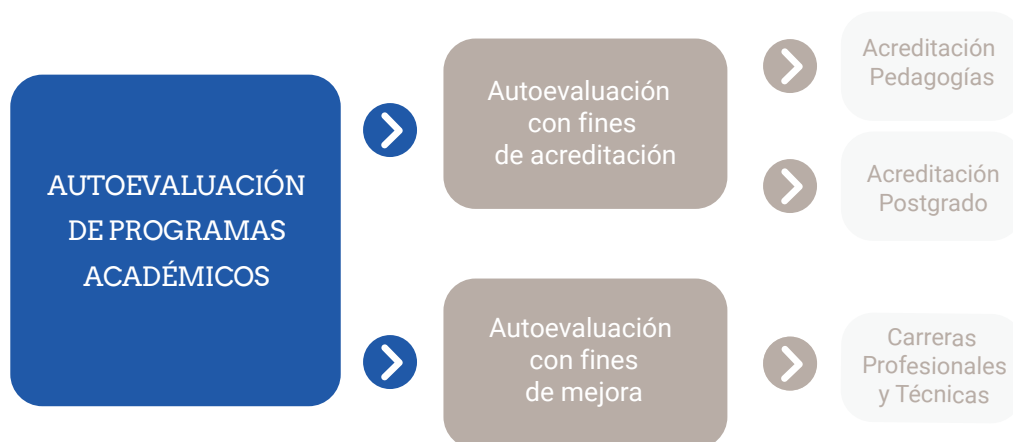 AUTOEVALUACIÓN
DE PROGRAMAS
ACADÉMICOS
Autoevaluación
con fines
de acreditación
Acreditación
Pedagogías
Acreditación
Postgrado
Autoevaluación
con fines
de mejora
Carreras
Profesionales
y Técnicas